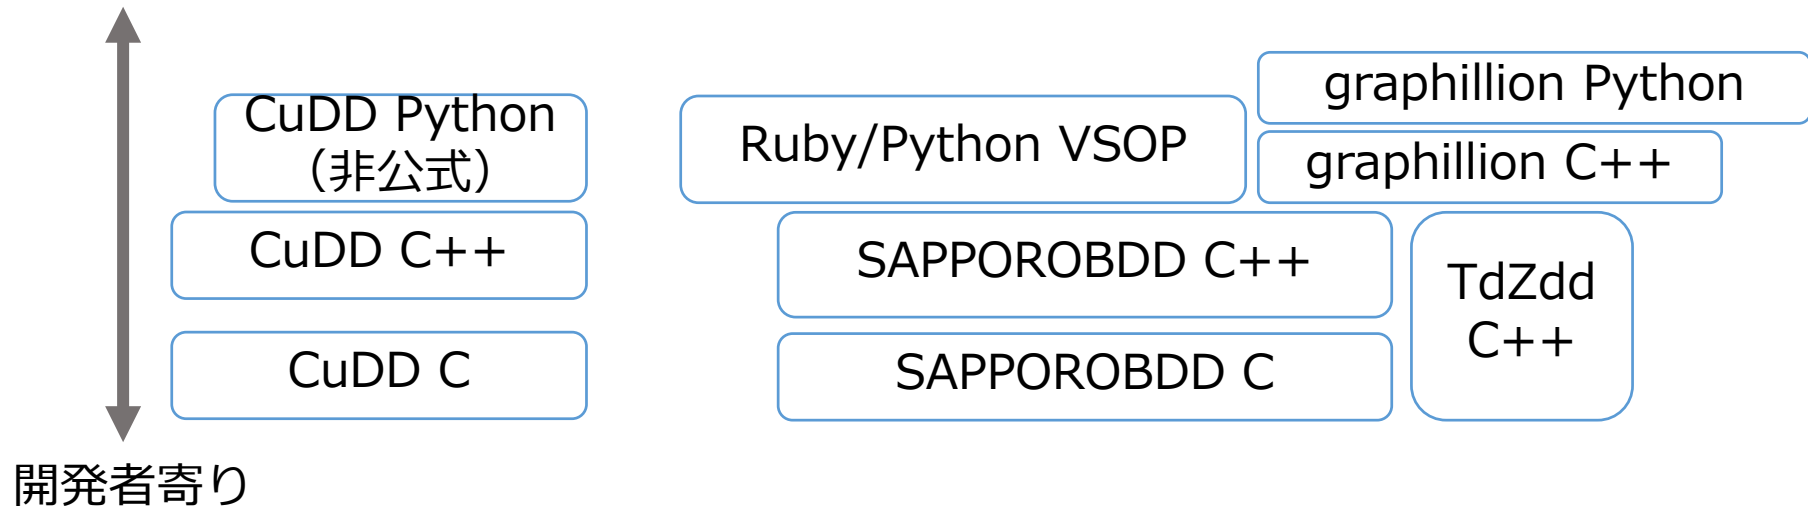 graphillion Python
CuDD Python
（非公式）
Ruby/Python VSOP
graphillion C++
CuDD C++
SAPPOROBDD C++
TdZdd
C++
CuDD C
SAPPOROBDD C
開発者寄り